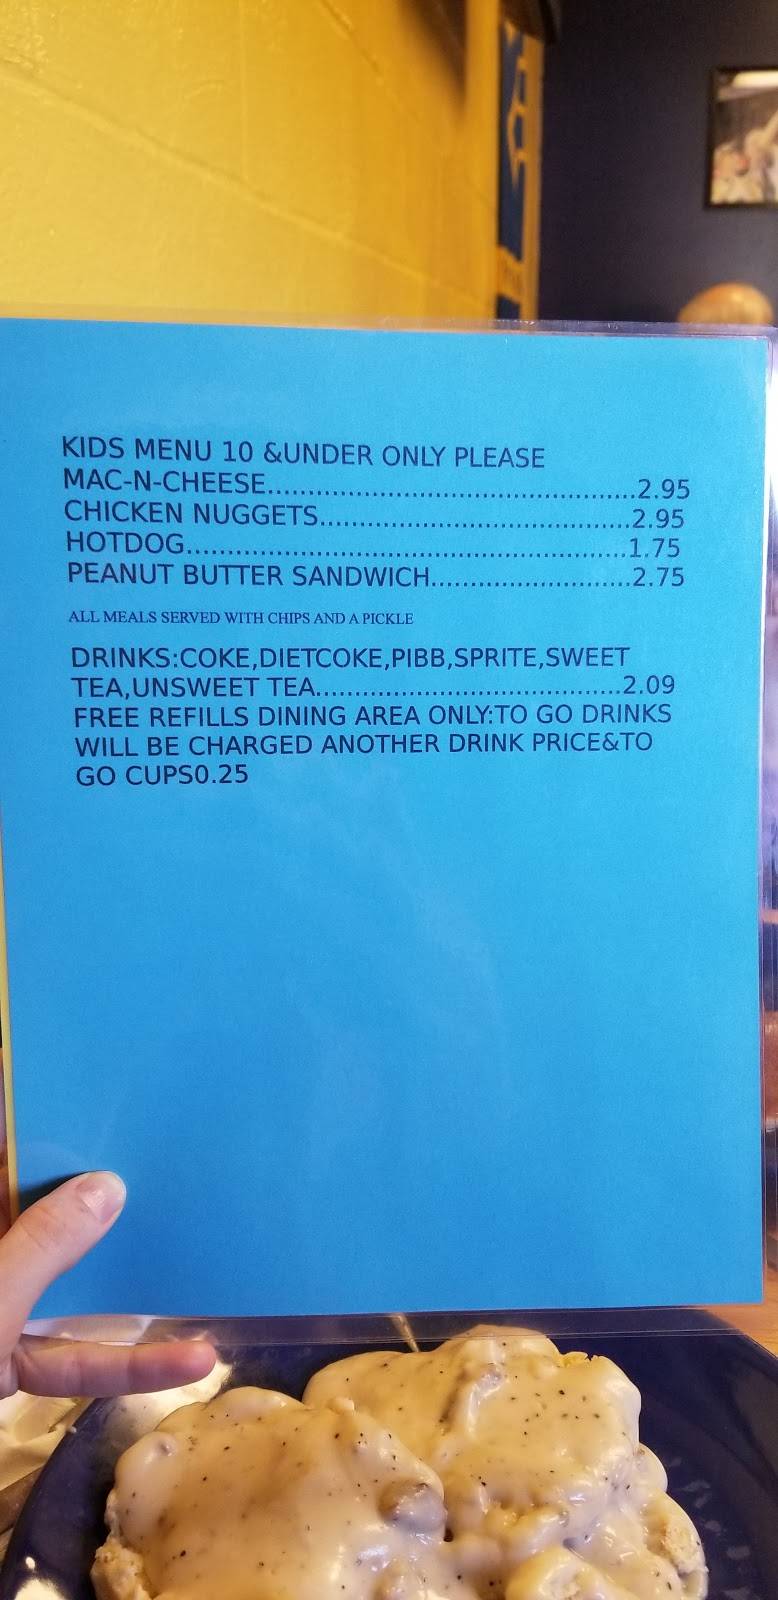 KIDS MENU 10 &UNDER ONLY PLEASE
MAC-N-CHEESE..............................................2.95
CHICKEN NUGGETS.......................................2.95
HOTDOG......................................................1.75
PEANUT BUTTER SANDWICH.........................2.75
ALL MEALS SERVED WITH CHIPS AND A PICKLE
DRINKS:COKE,DIETCOKE,PIBB,SPRITE,SWEET
TEA,UNSWEET TEA......................................2.09
FREE REFILLS DINING AREA ONLY:TO GO DRINKS
WILL BE CHARGED ANOTHER DRINK PRICE&TO
GO CUPS0.25